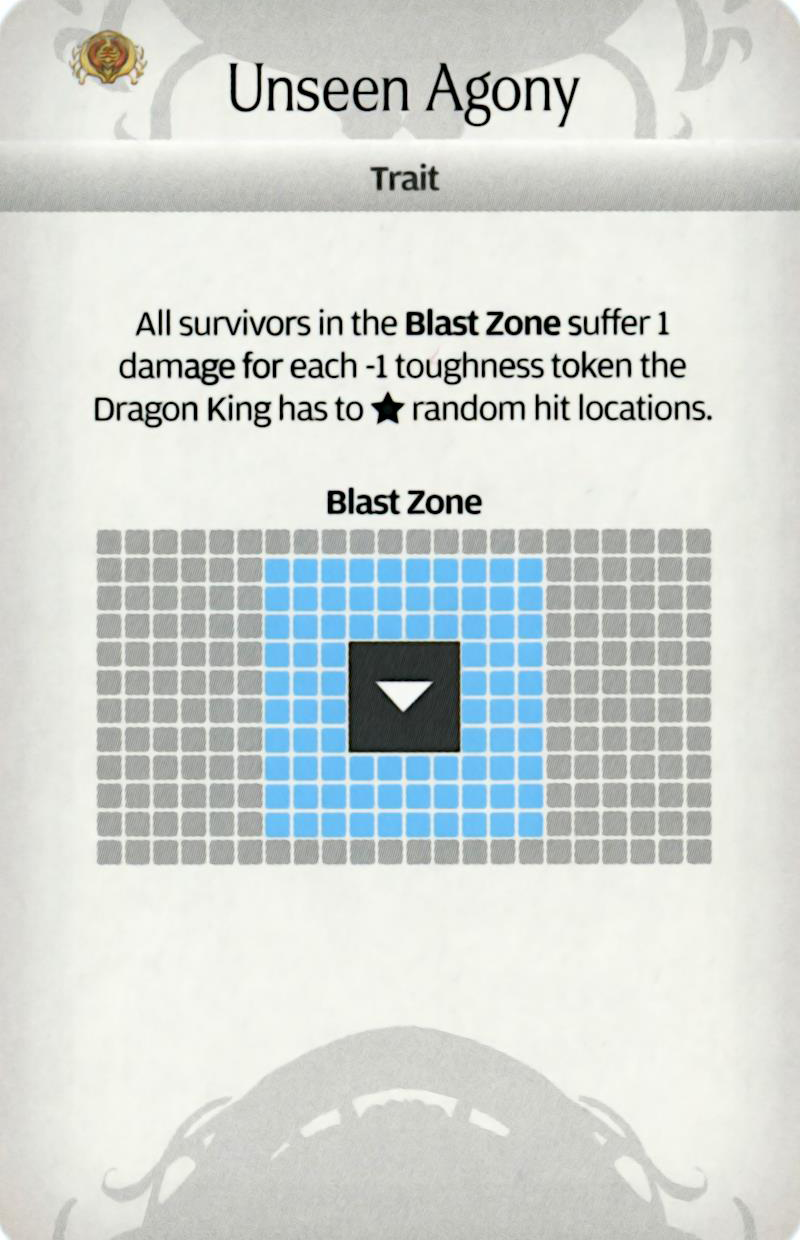 Unseen Agony
Trait
All survivors in the Blast Zone suffer 1
damage for each -1 toughness token the
Dragon King has to ★ random hit locations.
Blast Zone